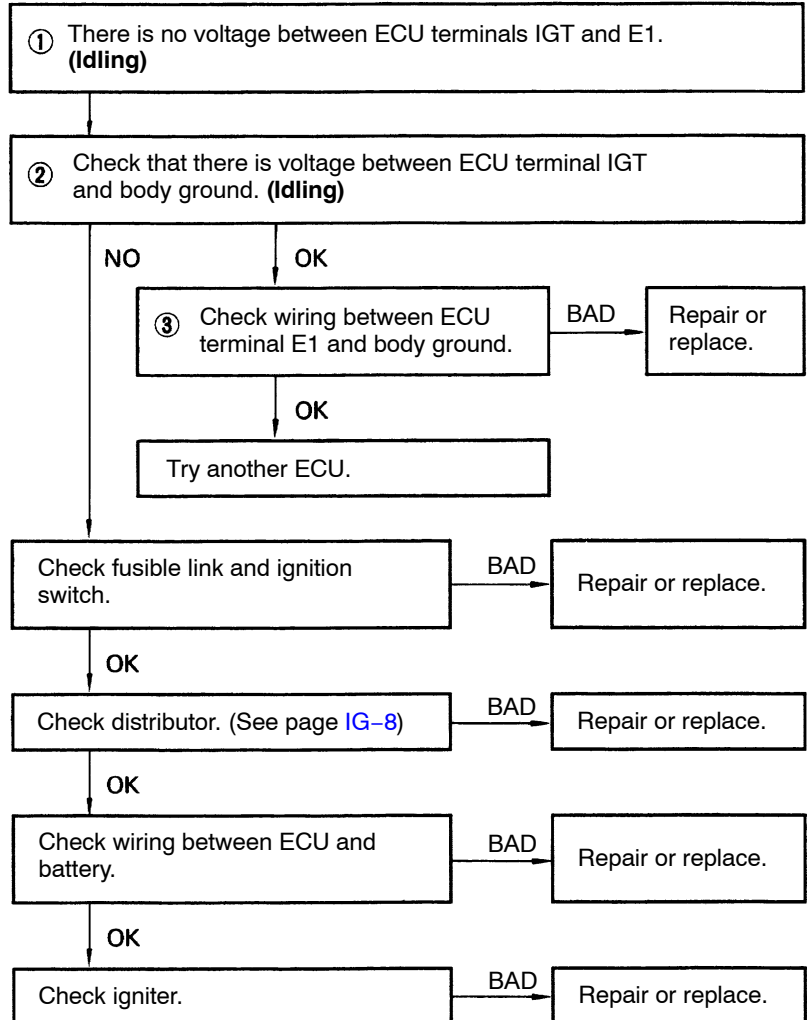 ① There is no voltage between ECU terminals IGT and E1.
(Idling)
② Check that there is voltage between ECU terminal IGT
and body ground. (Idling)
NO
OK
③ Check wiring between ECU
terminal E1 and body ground.
BAD
Repair or
replace.
OK
Try another ECU.
Check fusible link and ignition
switch.
BAD
Repair or replace.
OK
Check distributor. (See page IG–8)
BAD
Repair or replace.
OK
Check wiring between ECU and
battery.
BAD
Repair or replace.
OK
Check igniter.
BAD
Repair or replace.